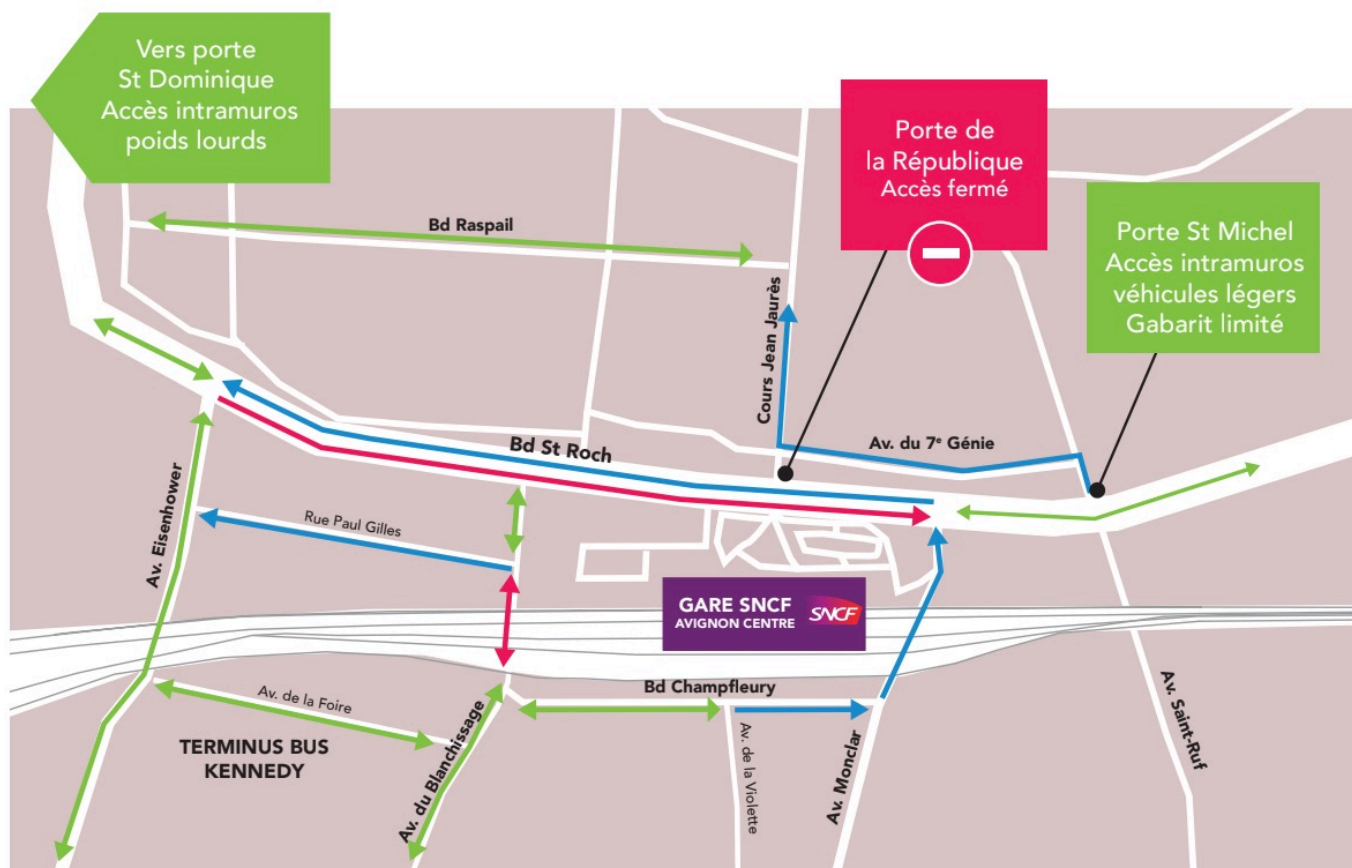 Vers porte
St Dominique
Accès intramuros
poids lourds
Porte de
la République
Accès fermé
Porte St Michel
Accès intramuros
véhicules légers
Gabarit limité
Bd Raspail
Cours Jean Jaurès
Av. du 7e Génie
Bd St Roch
Av. Eisenhower
Rue Paul Gilles
GARE SNCF
AVIGNON CENTRE
SNCF
Bd Champfleury
Av. de la Foire
TERMINUS BUS
KENNEDY
Av. du Blanchissage
Av. de la Violette
Av. Monclar
Av. Saint-Ruf